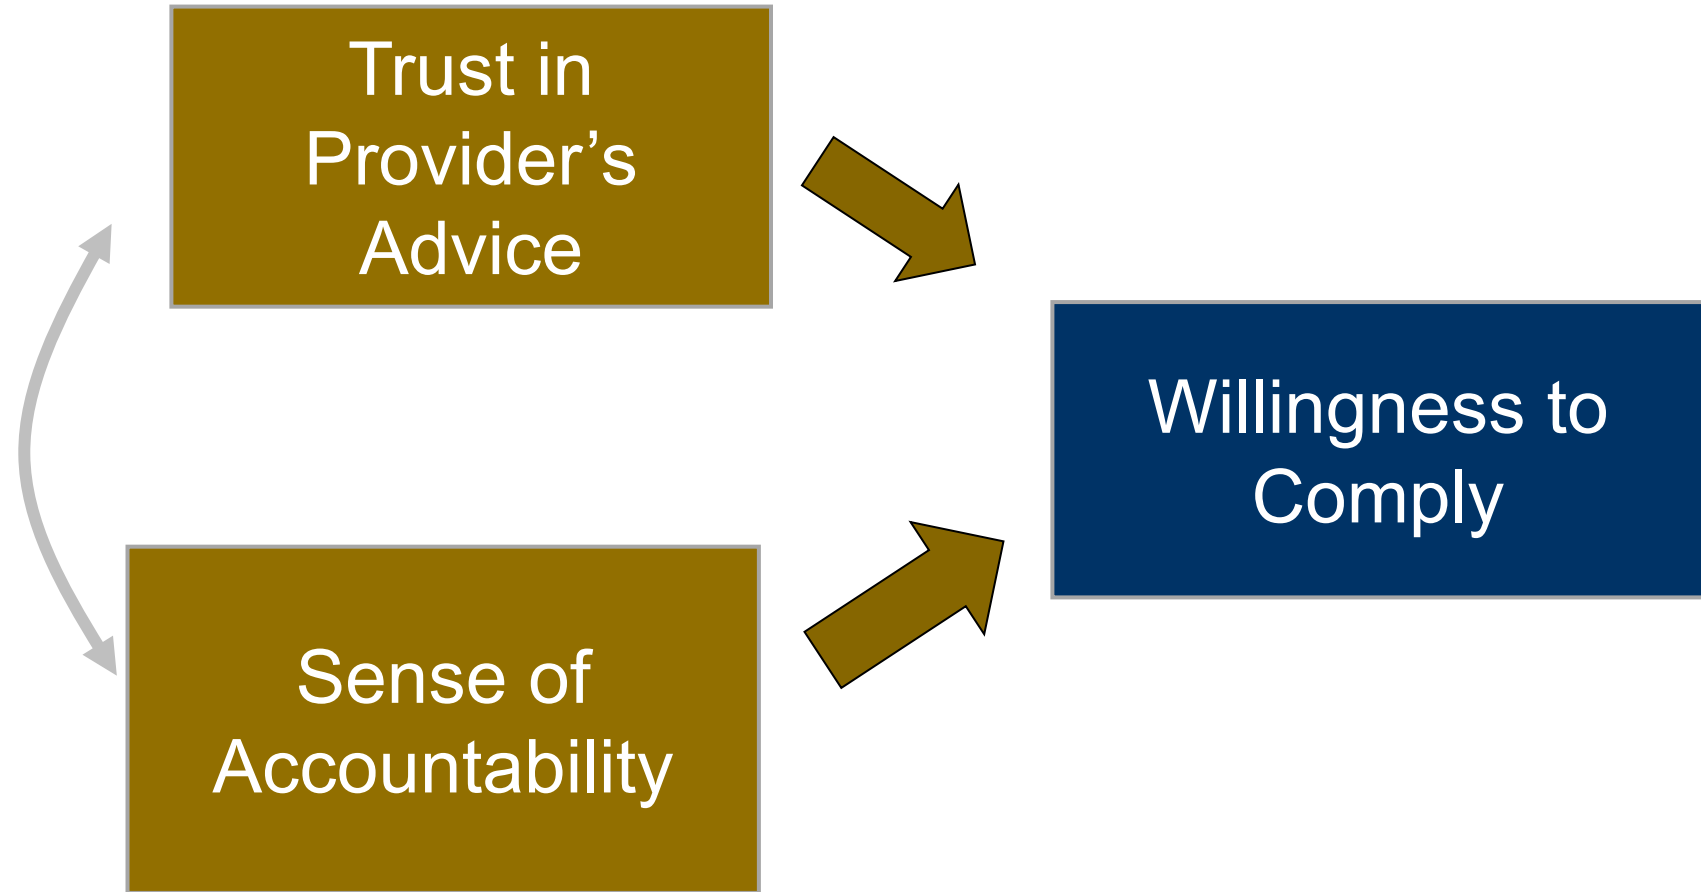 Trust in
Provider’s
Advice
Willingness to
Comply
Sense of
Accountability